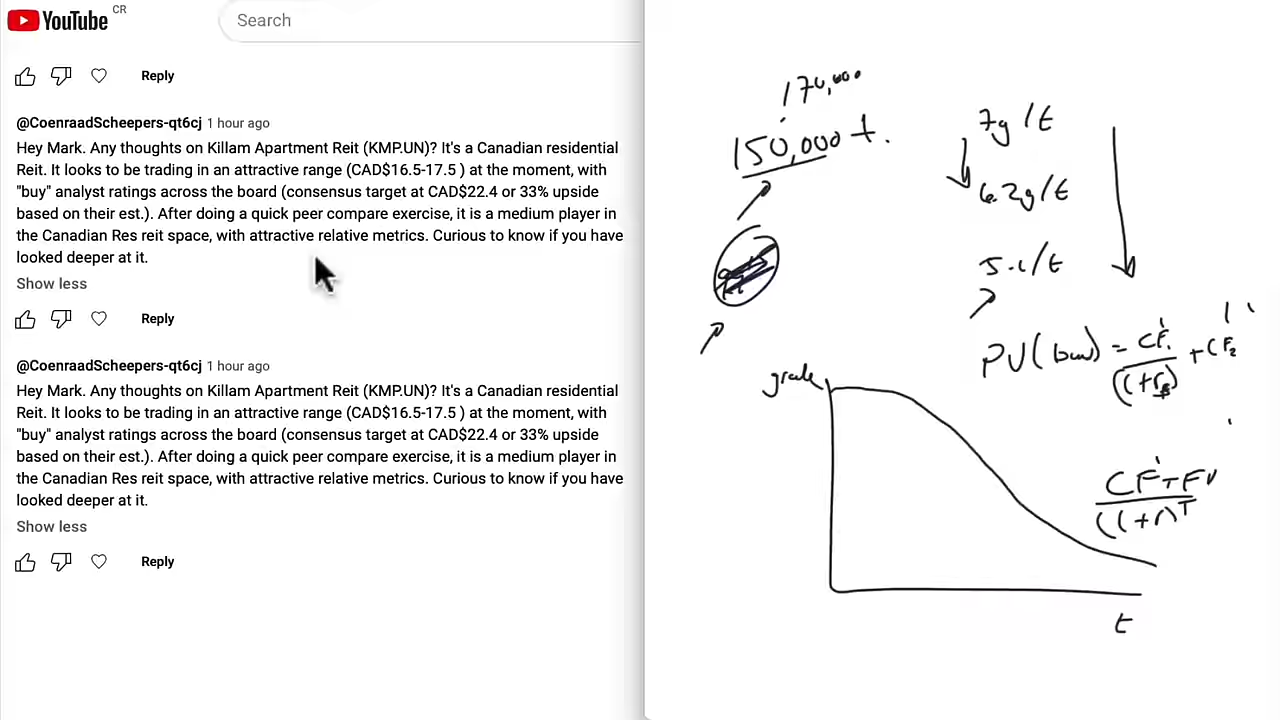 YouTube CR
Search
Reply
@CoenraadScheepers-qt6cj 1 hour ago
Hey Mark. Any thoughts on Killam Apartment Reit (KMP.UN)? It's a Canadian residential
Reit. It looks to be trading in an attractive range (CAD$16.5-17.5 ) at the moment, with
"buy" analyst ratings across the board (consensus target at CAD$22.4 or 33% upside
based on their est.). After doing a quick peer compare exercise, it is a medium player in
the Canadian Res reit space, with attractive relative metrics. Curious to know if you have
looked deeper at it.
Show less
Reply
@CoenraadScheepers-qt6cj 1 hour ago
Hey Mark. Any thoughts on Killam Apartment Reit (KMP.UN)? It's a Canadian residential
Reit. It looks to be trading in an attractive range (CAD$16.5-17.5 ) at the moment, with
"buy" analyst ratings across the board (consensus target at CAD$22.4 or 33% upside
based on their est.). After doing a quick peer compare exercise, it is a medium player in
the Canadian Res reit space, with attractive relative metrics. Curious to know if you have
looked deeper at it.
Show less
Reply
170,000
150,000 t.
7g/t
6.2g/t
PV( ) = CF₁ + CF₂
grade
t